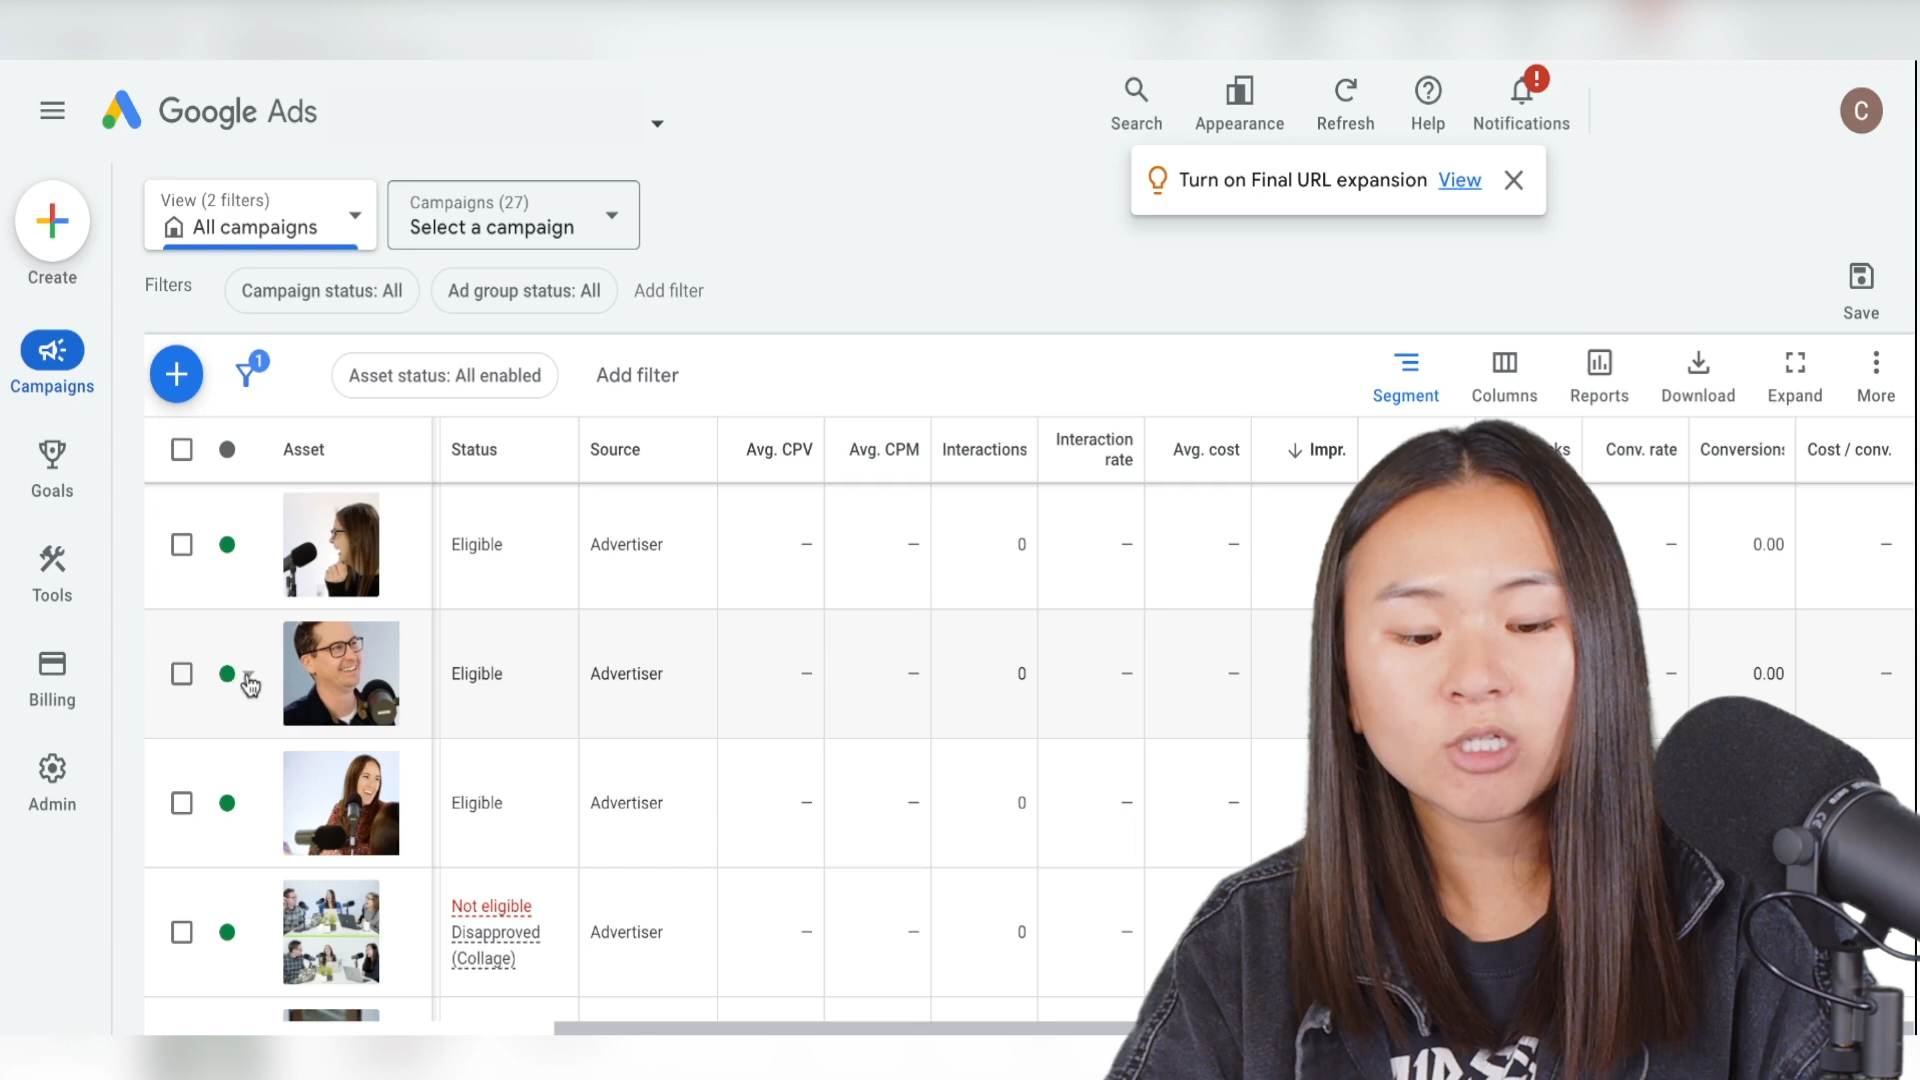 Google Ads
Search
Appearance
Refresh
Help
!
Notifications
C
Turn on Final URL expansion View
View (2 filters)
All campaigns
Campaigns (27)
Select a campaign
Create
Filters
Campaign status: All
Ad group status: All
Add filter
Save
Campaigns
1
Asset status: All enabled
Add filter
Segment
Columns
Reports
Download
Expand
More
Asset
Status
Source
Avg. CPV
Avg. CPM
Interactions
Interaction
rate
Avg. cost
Impr.
Conv. rate
Conversions
Cost / conv.
Goals
Eligible
Advertiser
–
–
0
–
–
–
0.00
–
Tools
Eligible
Advertiser
–
–
0
–
–
–
0.00
–
Billing
Eligible
Advertiser
–
–
0
–
–
Admin
Not eligible
Disapproved
(Collage)
Advertiser
–
–
0
–